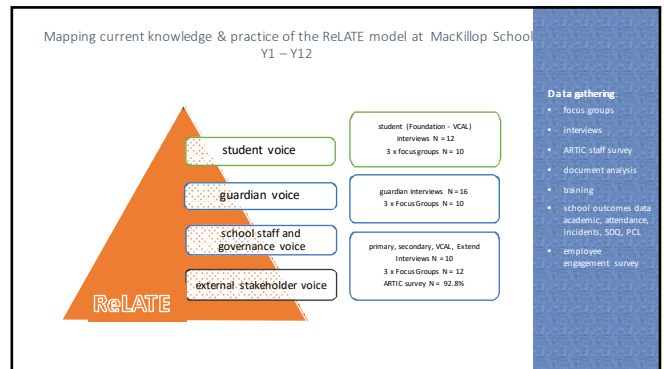 Mapping current knowledge & practice of the ReLATE model at MacKillop School
Y1 – Y12
student voice
guardian voice
school staff and
governance voice
external stakeholder voice
ReLATE
student (Foundation - VCAL)
interviews N = 12
3 x focus groups N = 10
guardian interviews N = 16
3 x Focus Groups N = 10
primary, secondary, VCAL, Extend
Interviews N = 10
3 x Focus Groups N = 12
ARTIC survey N = 92.8%
Data gathering
• focus groups
• interviews
• ARTIC staff survey
• document analysis
• training
• school outcomes data
academic, attendance,
incidents, SDQ, PCL
• employee
engagement survey